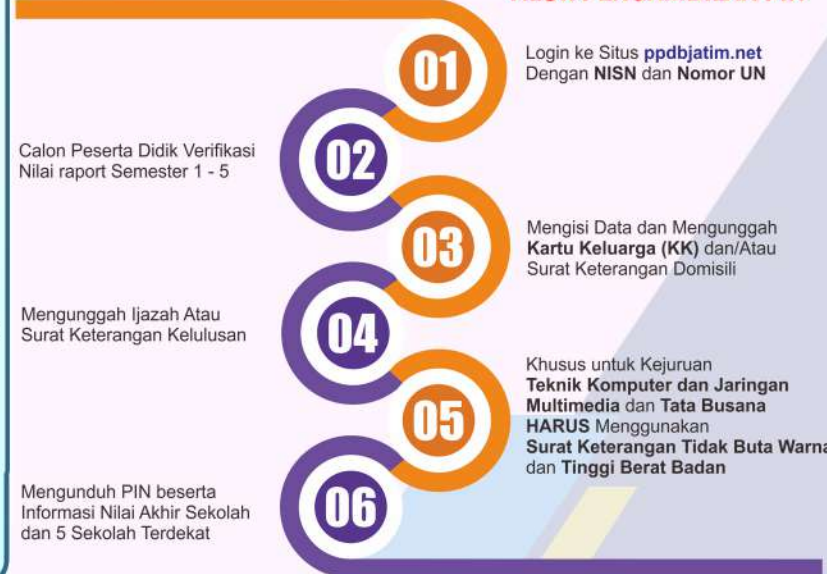 01
Login ke Situs ppdbjatim.net
Dengan NISN dan Nomor UN
02
Calon Peserta Didik Verifikasi
Nilai raport Semester 1 - 5
03
Mengisi Data dan Mengunggah
Kartu Keluarga (KK) dan/Atau
Surat Keterangan Domisili
04
Mengunggah Ijazah Atau
Surat Keterangan Kelulusan
05
Khusus untuk Kejuruan
Teknik Komputer dan Jaringan
Multimedia dan Tata Busana
HARUS Menggunakan
Surat Keterangan Tidak Buta Warna
dan Tinggi Berat Badan
06
Mengunduh PIN beserta
Informasi Nilai Akhir Sekolah
dan 5 Sekolah Terdekat